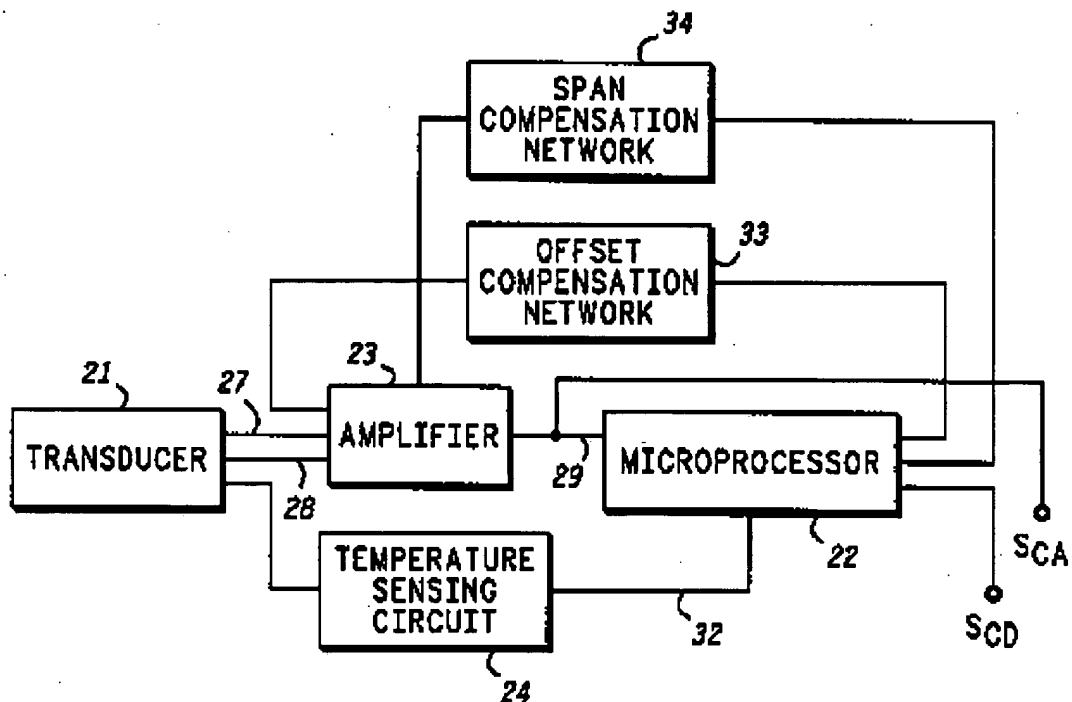 34
SPAN
COMPENSATION
NETWORK
33
OFFSET
COMPENSATION
NETWORK
21
27
23
TRANSDUCER
AMPLIFIER
MICROPROCESSOR
28
29
22
SCA
TEMPERATURE
SENSING
CIRCUIT
32
SCD
24